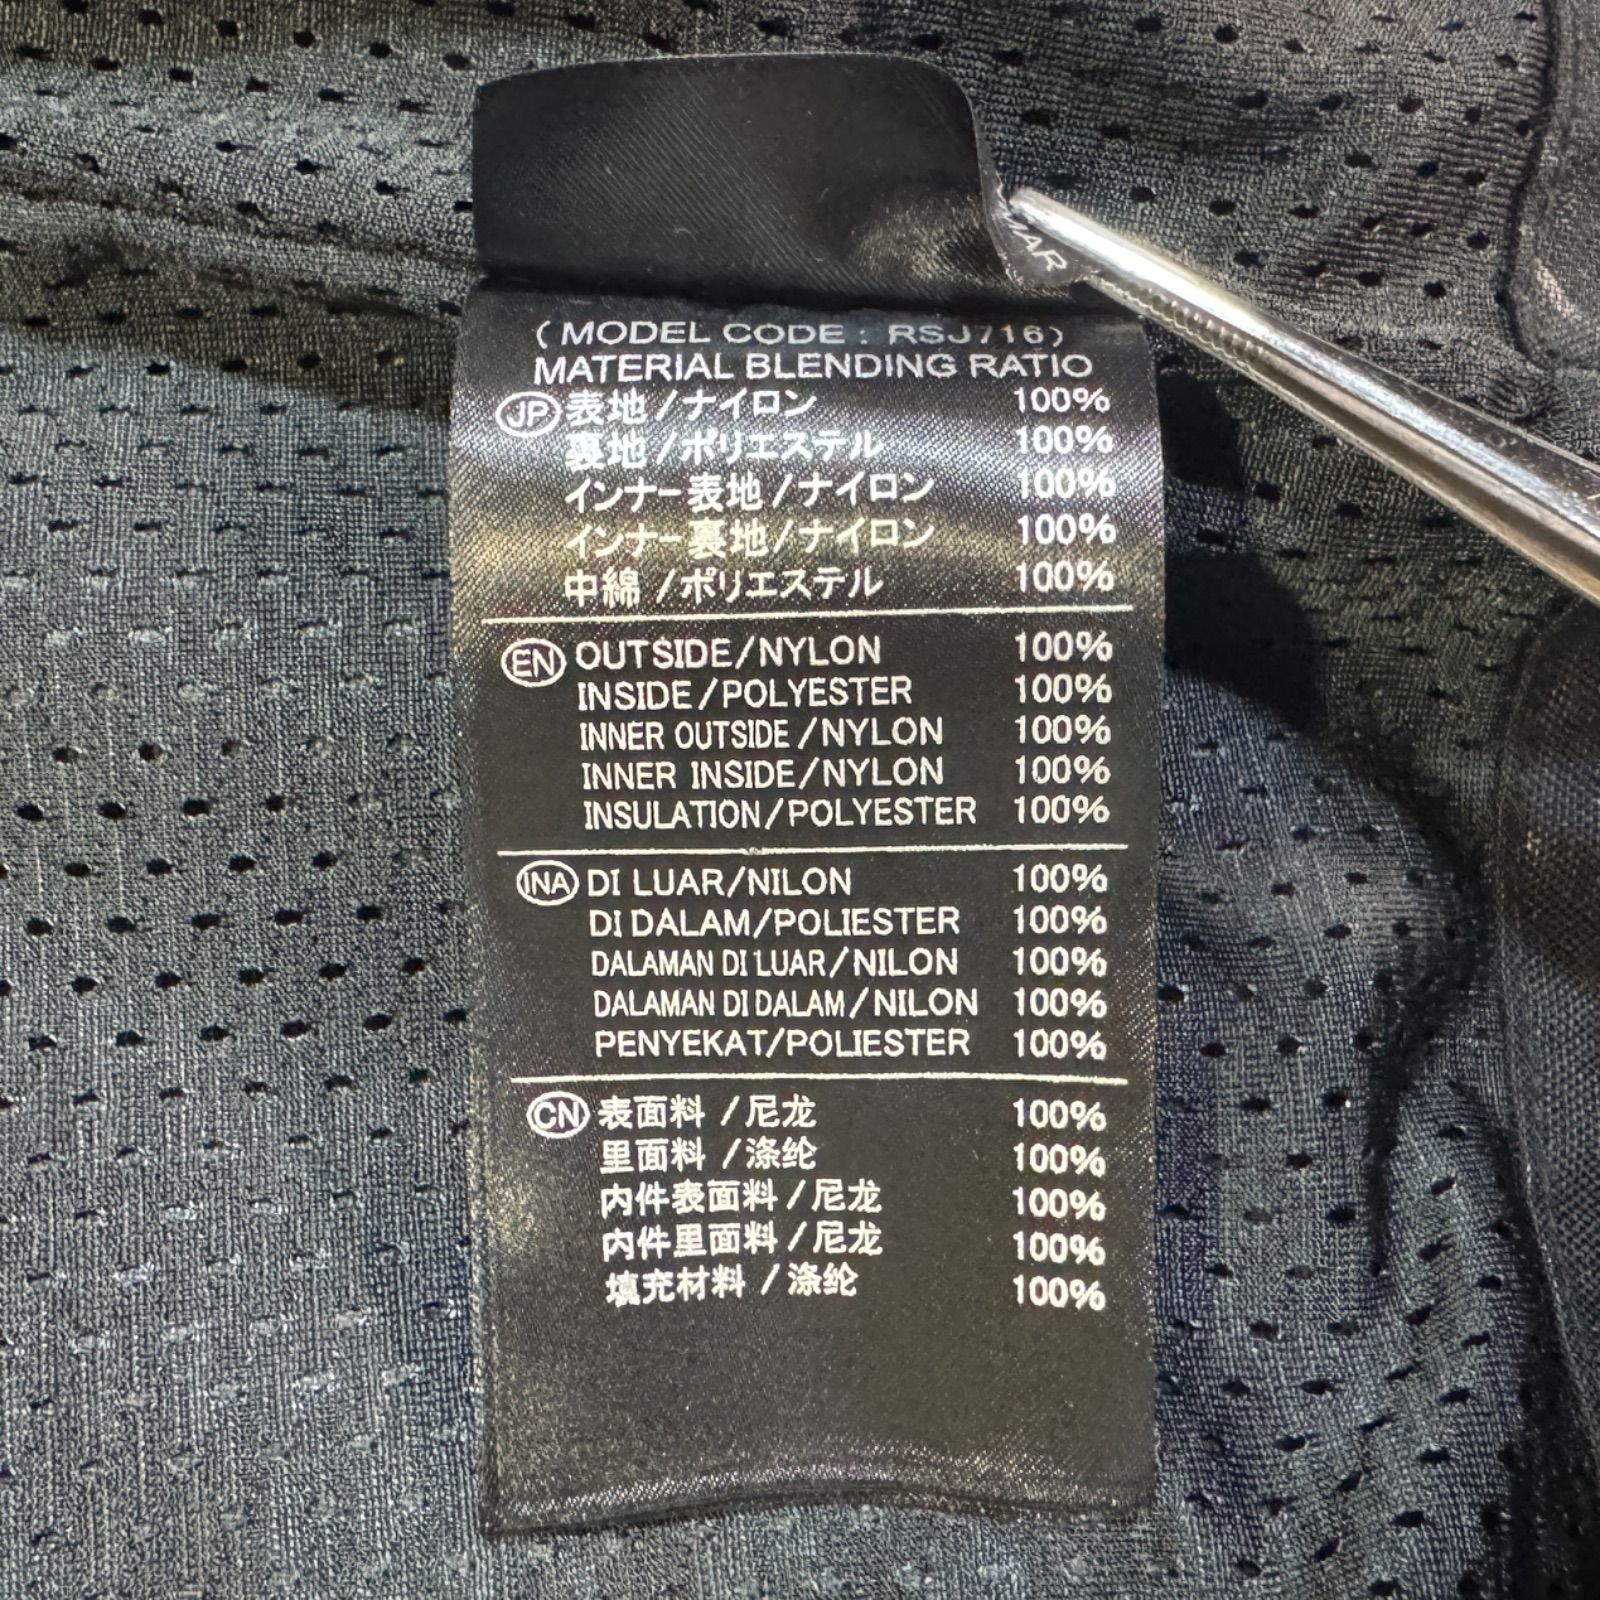 MAR
( MODEL CODE : RSJ716)
MATERIAL BLENDING RATIO
JP 表地/ナイロン 100%
裏地/ポリエステル 100%
インナー表地/ナイロン 100%
インナー裏地/ナイロン 100%
中綿/ポリエステル 100%
EN OUTSIDE/NYLON 100%
INSIDE/POLYESTER 100%
INNER OUTSIDE/NYLON 100%
INNER INSIDE/NYLON 100%
INSULATION/POLYESTER 100%
INA DI LUAR/NILON 100%
DI DALAM/POLIESTER 100%
DALAMAN DI LUAR/NILON 100%
DALAMAN DI DALAM/NILON 100%
PENYEKAT/POLIESTER 100%
CN 表面料/尼龙 100%
里面料/涤纶 100%
内件表面料/尼龙 100%
内件里面料/尼龙 100%
填充材料/涤纶 100%